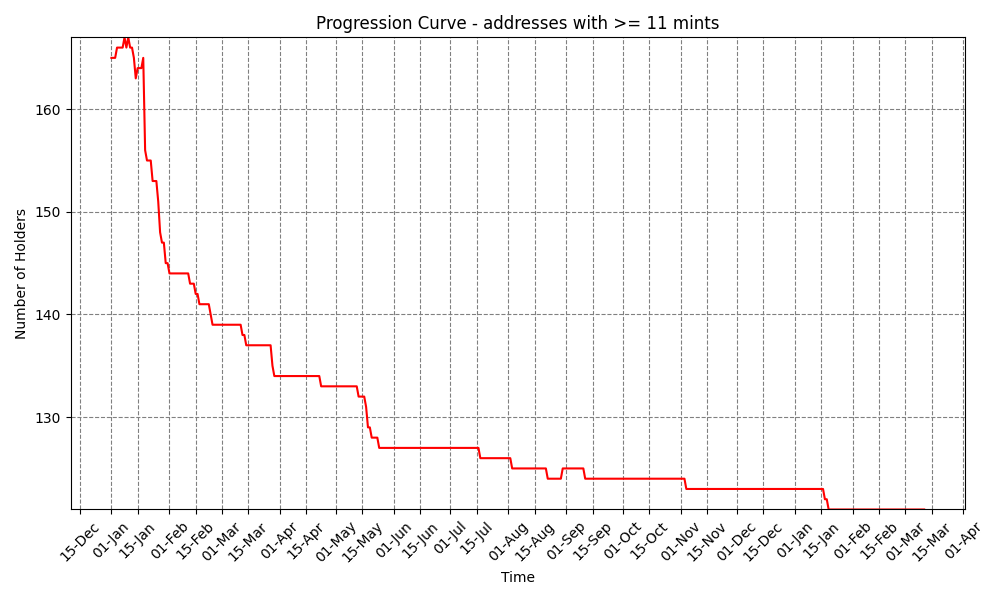 Progression Curve - addresses with >= 11 mints
Number of Holders
160
150
140
130
15-Dec
01-Jan
15-Jan
01-Feb
15-Feb
01-Mar
15-Mar
01-Apr
15-Apr
01-May
15-May
01-Jun
15-Jun
01-Jul
15-Jul
01-Aug
15-Aug
01-Sep
15-Sep
01-Oct
15-Oct
01-Nov
15-Nov
01-Dec
15-Dec
01-Jan
15-Jan
01-Feb
15-Feb
01-Mar
15-Mar
01-Apr
Time